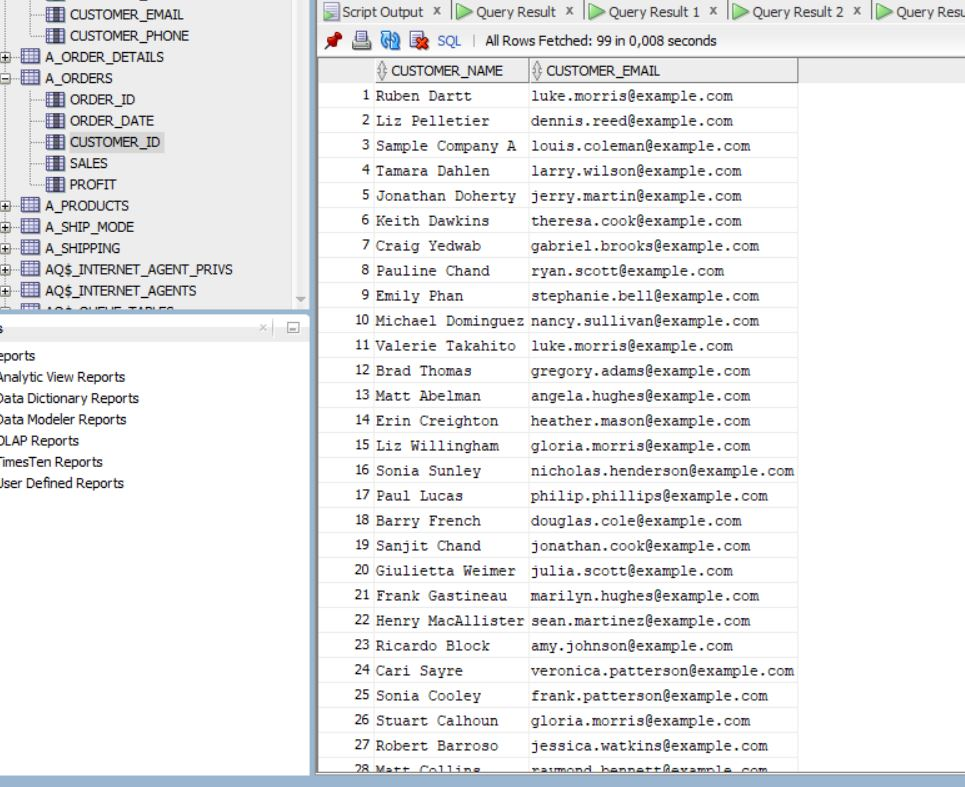 CUSTOMER_EMAIL
CUSTOMER_PHONE
A_ORDER_DETAILS
A_ORDERS
ORDER_ID
ORDER_DATE
CUSTOMER_ID
SALES
PROFIT
A_PRODUCTS
A_SHIP_MODE
A_SHIPPING
AQ$_INTERNET_AGENT_PRIVS
AQ$_INTERNET_AGENTS
AQ$_QUEUE_TABLES
s
eports
Analytic View Reports
Data Dictionary Reports
Data Modeler Reports
OLAP Reports
TimesTen Reports
User Defined Reports
Script Output x Query Result x Query Result 1 x Query Result 2 x Query Resu
SQL | All Rows Fetched: 99 in 0,008 seconds
CUSTOMER_NAME CUSTOMER_EMAIL
1 Ruben Dartt luke.morris@example.com
2 Liz Pelletier dennis.reed@example.com
3 Sample Company A louis.coleman@example.com
4 Tamara Dahlen larry.wilson@example.com
5 Jonathan Doherty jerry.martin@example.com
6 Keith Dawkins theresa.cook@example.com
7 Craig Yedwab gabriel.brooks@example.com
8 Pauline Chand ryan.scott@example.com
9 Emily Phan stephanie.bell@example.com
10 Michael Dominguez nancy.sullivan@example.com
11 Valerie Takahito luke.morris@example.com
12 Brad Thomas gregory.adams@example.com
13 Matt Abelman angela.hughes@example.com
14 Erin Creighton heather.mason@example.com
15 Liz Willingham gloria.morris@example.com
16 Sonia Sunley nicholas.henderson@example.com
17 Paul Lucas philip.phillips@example.com
18 Barry French douglas.cole@example.com
19 Sanjit Chand jonathan.cook@example.com
20 Giulietta Weimer julia.scott@example.com
21 Frank Gastineau marilyn.hughes@example.com
22 Henry MacAllister sean.martinez@example.com
23 Ricardo Block amy.johnson@example.com
24 Cari Sayre veronica.patterson@example.com
25 Sonia Cooley frank.patterson@example.com
26 Stuart Calhoun gloria.morris@example.com
27 Robert Barroso jessica.watkins@example.com
28 Matt Collins raymond.bennett@example.com